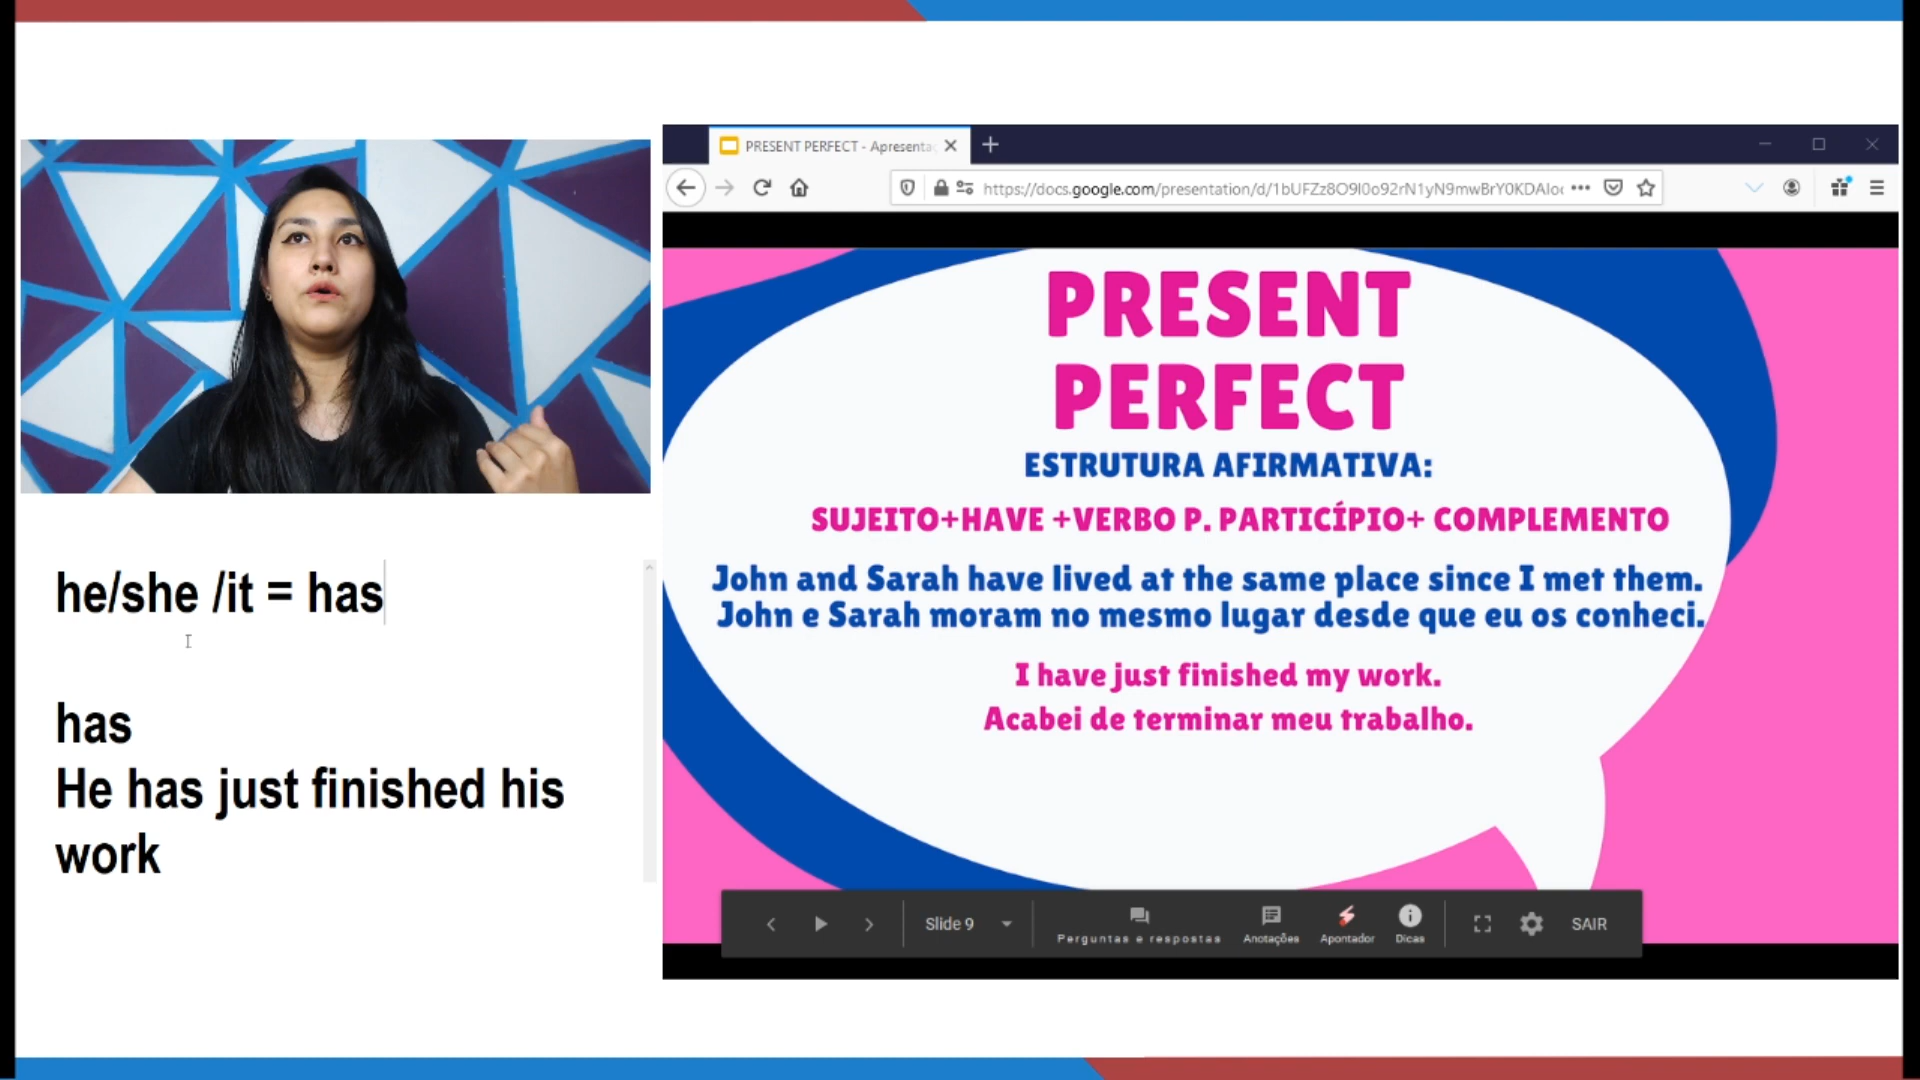 PRESENT PERFECT - Apresenta
https://docs.google.com/presentation/d/1bUFZz8O9I0o92rN1yN9mwBrY0KDAIo
PRESENT
PERFECT
ESTRUTURA AFIRMATIVA:
SUJEITO+HAVE +VERBO P. PARTICÍPIO+ COMPLEMENTO
John and Sarah have lived at the same place since I met them.
John e Sarah moram no mesmo lugar desde que eu os conheci.
I have just finished my work.
Acabei de terminar meu trabalho.
Slide 9
Perguntas e respostas
Anotações
Apontador
Dicas
SAIR
he/she /it = has
has
He has just finished his
work